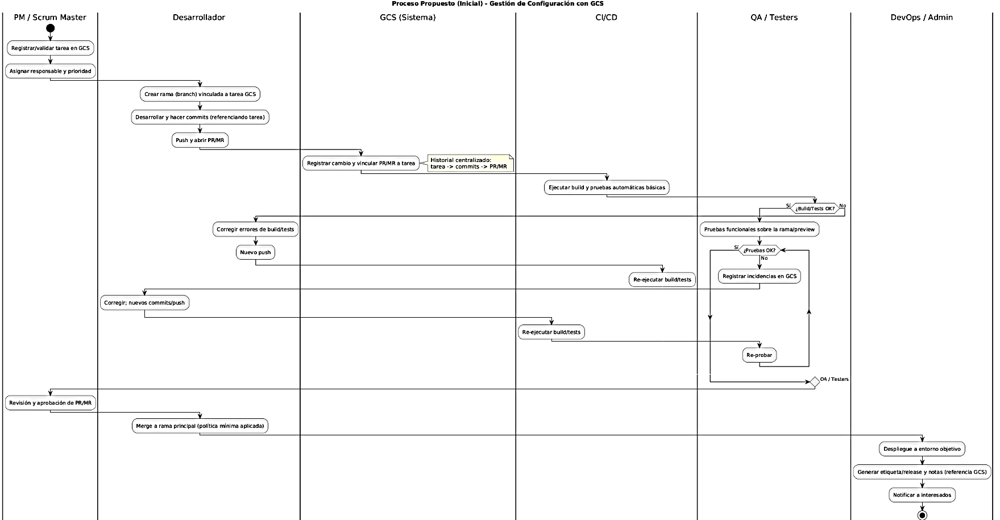 Proceso Propuesto (Inicial) - Gestión de Configuración con GCS
PM / Scrum Master
Desarrollador
GCS (Sistema)
CI/CD
QA / Testers
DevOps / Admin
Registrar/validar tarea en GCS
Asignar responsable y prioridad
Crear rama (branch) vinculada a tarea GCS
Desarrollar y hacer commits (referenciando tarea)
Push y abrir PR/MR
Registrar cambio y vincular PR/MR a tarea
Historial centralizado:
tarea -> commits -> PR/MR
Ejecutar build y pruebas automáticas básicas
Sí
¿Build/Tests OK?
No
Corregir errores de build/tests
Pruebas funcionales sobre la rama/preview
Nuevo push
Sí
¿Pruebas OK?
No
Re-ejecutar build/tests
Registrar incidencias en GCS
Corregir; nuevos commits/push
Re-ejecutar build/tests
Re-probar
QA / Testers
Revisión y aprobación de PR/MR
Merge a rama principal (política mínima aplicada)
Despliegue a entorno objetivo
Generar etiqueta/release y notas (referencia GCS)
Notificar a interesados